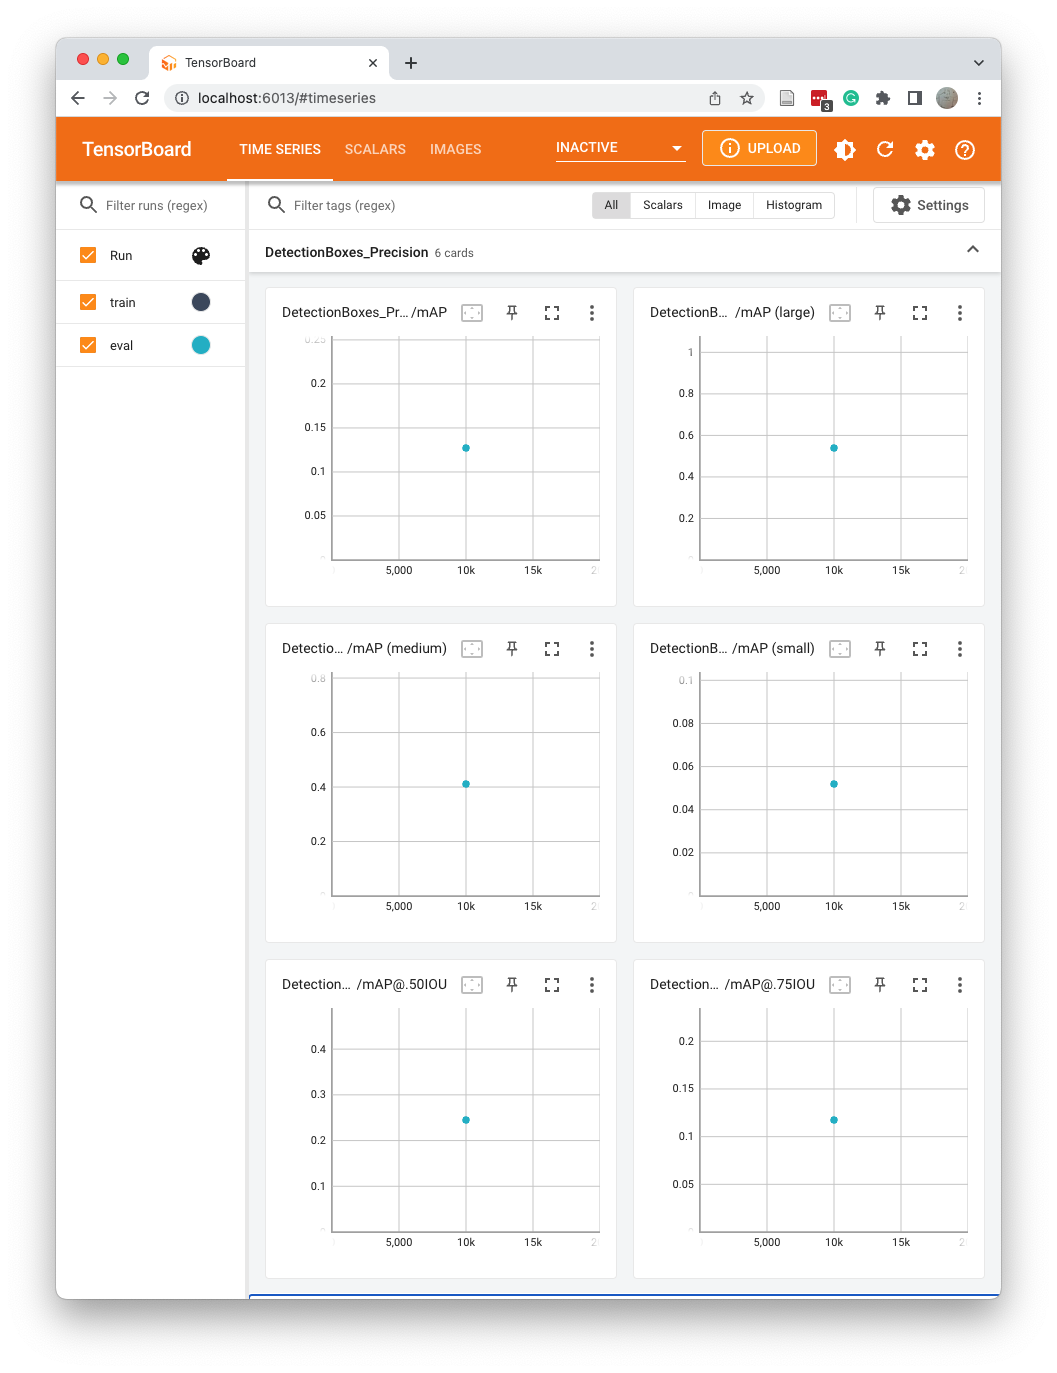 TensorBoard
localhost:6013/#timeseries
3
TensorBoard TIME SERIES SCALARS IMAGES INACTIVE UPLOAD
Filter runs (regex) Filter tags (regex) All Scalars Image Histogram Settings
Run
train
eval
DetectionBoxes_Precision 6 cards
DetectionBoxes_Pr... /mAP
0.25
0.2
0.15
0.1
0.05
5,000 10k 15k
DetectionB... /mAP (large)
1
0.8
0.6
0.4
0.2
5,000 10k 15k
Detectio... /mAP (medium)
0.8
0.6
0.4
0.2
5,000 10k 15k
DetectionB... /mAP (small)
0.1
0.08
0.06
0.04
0.02
5,000 10k 15k
Detection... /mAP@.50IOU
0.4
0.3
0.2
0.1
5,000 10k 15k
Detection... /mAP@.75IOU
0.2
0.15
0.1
0.05
5,000 10k 15k